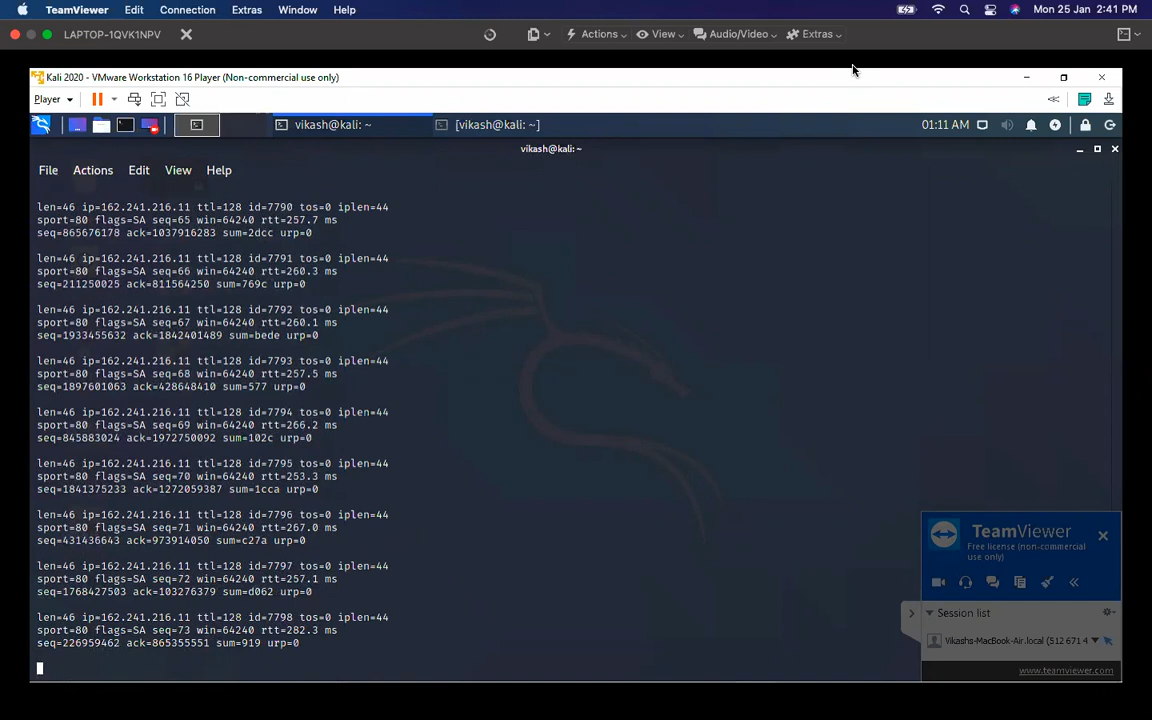 TeamViewer Edit Connection Extras Window Help Mon 25 Jan 2:41 PM
LAPTOP-1QVK1NPV Actions View Audio/Video Extras
Kali 2020 - VMware Workstation 16 Player (Non-commercial use only)
Player
vikash@kali: ~ [vikash@kali: ~] 01:11 AM
vikash@kali: ~
File Actions Edit View Help
len=46 ip=162.241.216.11 ttl=128 id=7790 tos=0 iplen=44
sport=80 flags=SA seq=65 win=64240 rtt=257.7 ms
seq=865676178 ack=1037916283 sum=2dcc urp=0
len=46 ip=162.241.216.11 ttl=128 id=7791 tos=0 iplen=44
sport=80 flags=SA seq=66 win=64240 rtt=260.3 ms
seq=211250025 ack=811564250 sum=769c urp=0
len=46 ip=162.241.216.11 ttl=128 id=7792 tos=0 iplen=44
sport=80 flags=SA seq=67 win=64240 rtt=260.1 ms
seq=1933455632 ack=1842401489 sum=bede urp=0
len=46 ip=162.241.216.11 ttl=128 id=7793 tos=0 iplen=44
sport=80 flags=SA seq=68 win=64240 rtt=257.5 ms
seq=1897601063 ack=428648410 sum=577 urp=0
len=46 ip=162.241.216.11 ttl=128 id=7794 tos=0 iplen=44
sport=80 flags=SA seq=69 win=64240 rtt=266.2 ms
seq=845883024 ack=1972750092 sum=102c urp=0
len=46 ip=162.241.216.11 ttl=128 id=7795 tos=0 iplen=44
sport=80 flags=SA seq=70 win=64240 rtt=253.3 ms
seq=1841375233 ack=1272059387 sum=1cca urp=0
len=46 ip=162.241.216.11 ttl=128 id=7796 tos=0 iplen=44
sport=80 flags=SA seq=71 win=64240 rtt=267.0 ms
seq=431436643 ack=973914050 sum=c27a urp=0
len=46 ip=162.241.216.11 ttl=128 id=7797 tos=0 iplen=44
sport=80 flags=SA seq=72 win=64240 rtt=257.1 ms
seq=1768427503 ack=103276379 sum=d062 urp=0
len=46 ip=162.241.216.11 ttl=128 id=7798 tos=0 iplen=44
sport=80 flags=SA seq=73 win=64240 rtt=282.3 ms
seq=226959462 ack=865355551 sum=919 urp=0
TeamViewer
Free license (non-commercial
use only)
Session list
Vikashs-MacBook-Air.local (512 671 4
www.teamviewer.com